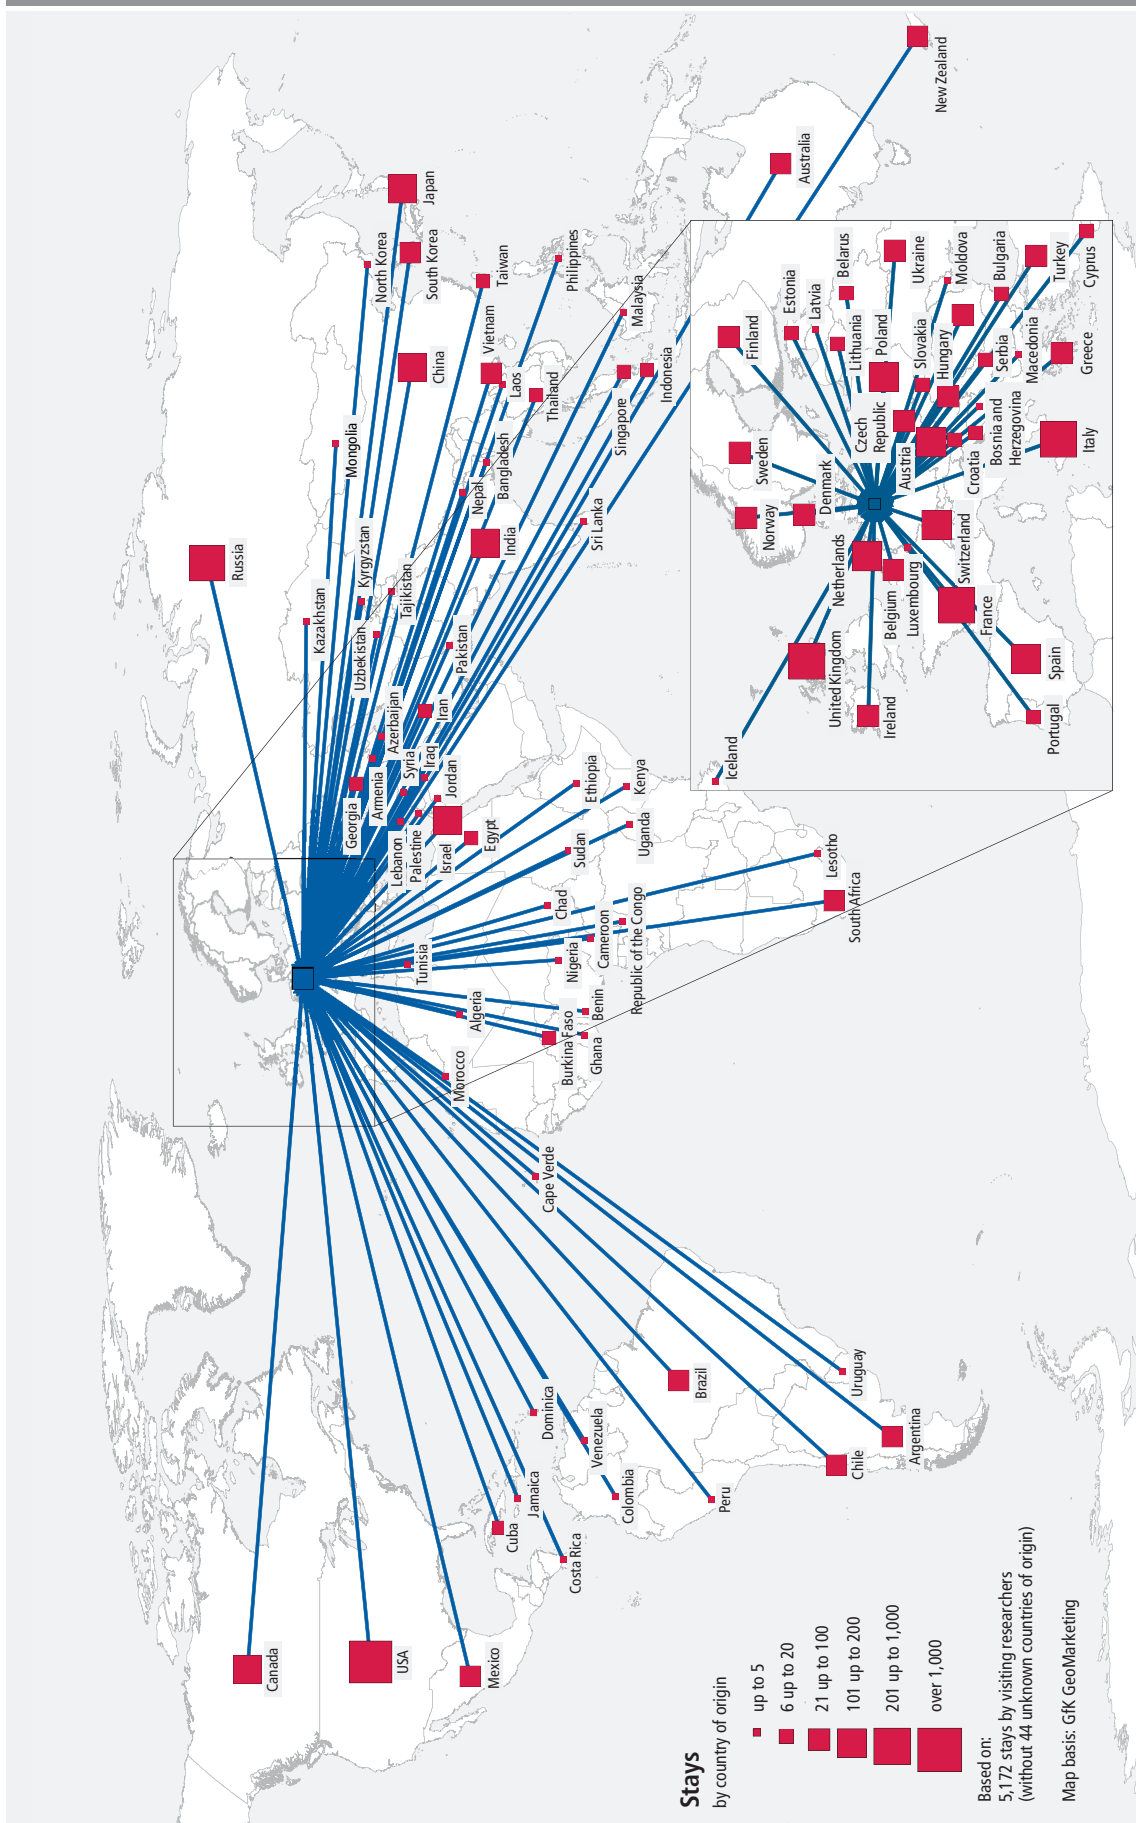 Canada
USA
Mexico
Cuba
Jamaica
Costa Rica
Dominica
Venezuela
Colombia
Peru
Brazil
Chile
Argentina
Uruguay
Cape Verde
Morocco
Algeria
Tunisia
Burkina Faso
Ghana
Benin
Nigeria
Chad
Cameroon
Republic of the Congo
Sudan
Uganda
Ethiopia
Kenya
Lesotho
South Africa
Egypt
Israel
Palestine
Lebanon
Jordan
Syria
Iraq
Georgia
Armenia
Azerbaijan
Iran
Russia
Kazakhstan
Uzbekistan
Kyrgyzstan
Tajikistan
Pakistan
Mongolia
India
Nepal
Bangladesh
Sri Lanka
China
North Korea
South Korea
Japan
Taiwan
Vietnam
Laos
Thailand
Philippines
Malaysia
Singapore
Indonesia
Australia
New Zealand
Iceland
Norway
Sweden
Finland
Denmark
Estonia
Latvia
Lithuania
Belarus
Poland
Ukraine
Moldova
Czech
Republic
Slovakia
Hungary
Austria
Bulgaria
Serbia
Macedonia
Turkey
Cyprus
Greece
Croatia
Bosnia and
Herzegovina
Italy
Netherlands
Belgium
Luxembourg
Switzerland
France
United Kingdom
Ireland
Spain
Portugal
Stays
by country of origin
up to 5
6 up to 20
21 up to 100
101 up to 200
201 up to 1,000
over 1,000
Based on:
5,172 stays by visiting researchers
(without 44 unknown countries of origin)
Map basis: GfK GeoMarketing